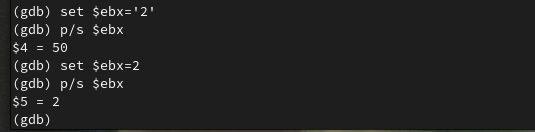 (gdb) set $ebx='2'
(gdb) p/s $ebx
$4 = 50
(gdb) set $ebx=2
(gdb) p/s $ebx
$5 = 2
(gdb)